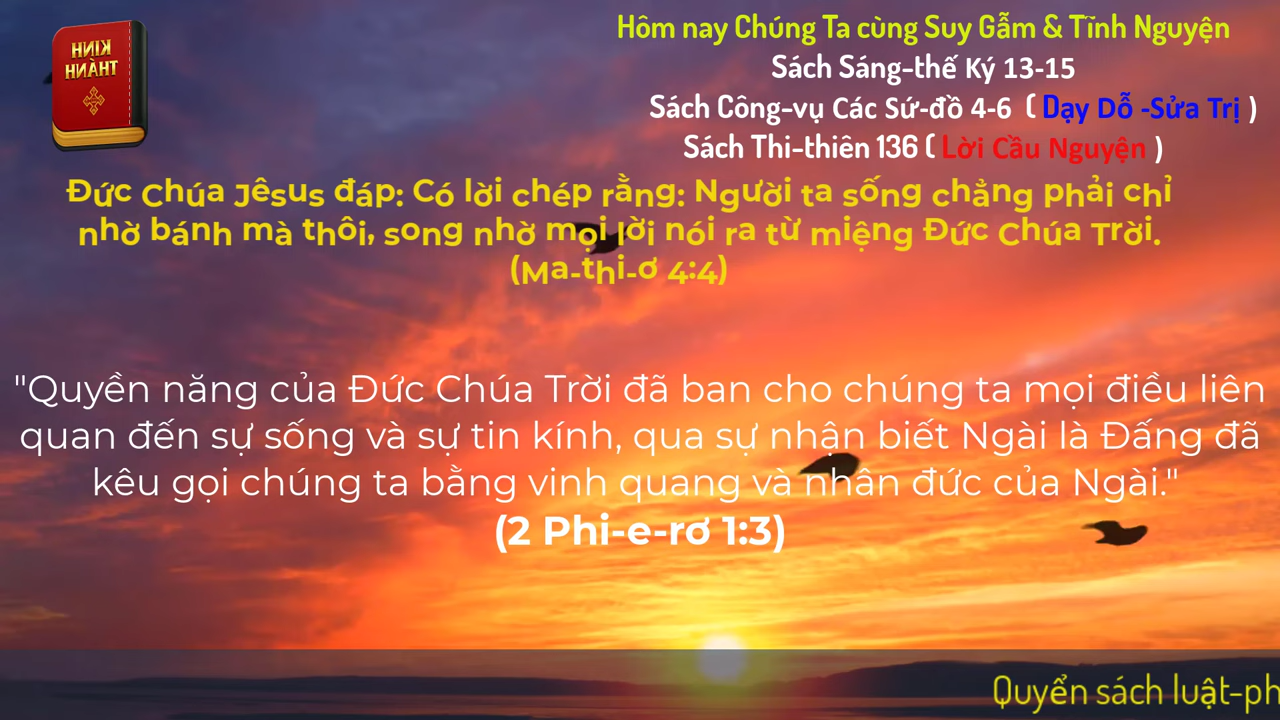 KINH
THÀNH
Hôm nay Chúng Ta cùng Suy Gẫm & Tĩnh Nguyện
Sách Sáng-thế Ký 13-15
Sách Công-vụ Các Sứ-đồ 4-6 ( Dạy Dỗ -Sửa Trị )
Sách Thi-thiên 136 ( Lời Cầu Nguyện )
Đức Chúa Jêsus đáp: Có lời chép rằng: Người ta sống chẳng phải chỉ
nhờ bánh mà thôi, song nhờ mọi lời nói ra từ miệng Đức Chúa Trời.
(Ma-thi-ơ 4:4)
"Quyền năng của Đức Chúa Trời đã ban cho chúng ta mọi điều liên
quan đến sự sống và sự tin kính, qua sự nhận biết Ngài là Đấng đã
kêu gọi chúng ta bằng vinh quang và nhân đức của Ngài."
(2 Phi-e-rơ 1:3)
Quyển sách luật-ph